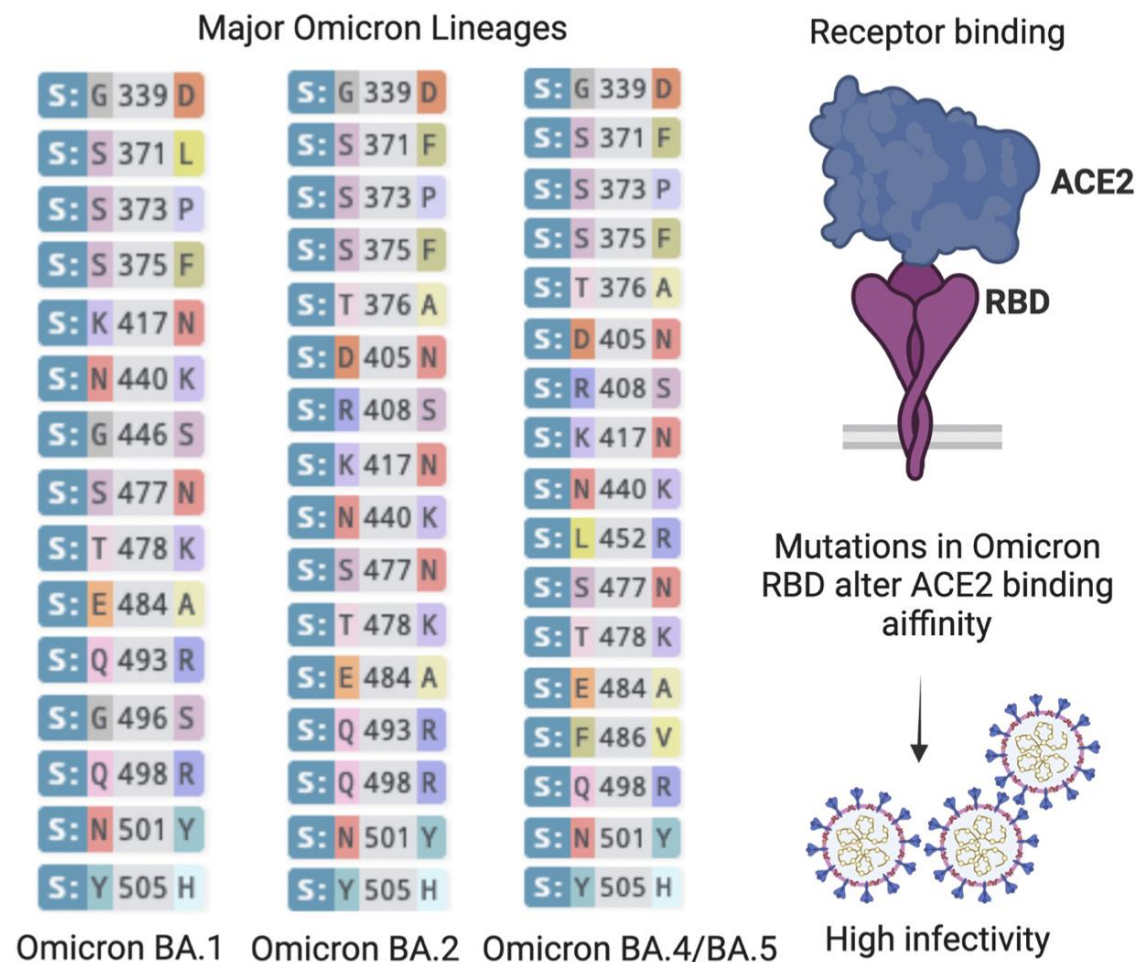 Major Omicron Lineages
S: G 339 D
S: S 371 L
S: S 373 P
S: S 375 F
S: K 417 N
S: N 440 K
S: G 446 S
S: S 477 N
S: T 478 K
S: E 484 A
S: Q 493 R
S: G 496 S
S: Q 498 R
S: N 501 Y
S: Y 505 H
Omicron BA.1
S: G 339 D
S: S 371 F
S: S 373 P
S: S 375 F
S: T 376 A
S: D 405 N
S: R 408 S
S: K 417 N
S: N 440 K
S: S 477 N
S: T 478 K
S: E 484 A
S: Q 493 R
S: Q 498 R
S: N 501 Y
S: Y 505 H
Omicron BA.2
S: G 339 D
S: S 371 F
S: S 373 P
S: S 375 F
S: T 376 A
S: D 405 N
S: R 408 S
S: K 417 N
S: N 440 K
S: L 452 R
S: S 477 N
S: T 478 K
S: E 484 A
S: F 486 V
S: Q 498 R
S: N 501 Y
S: Y 505 H
Omicron BA.4/BA.5
Receptor binding
ACE2
RBD
Mutations in Omicron
RBD alter ACE2 binding
aiffinity
High infectivity